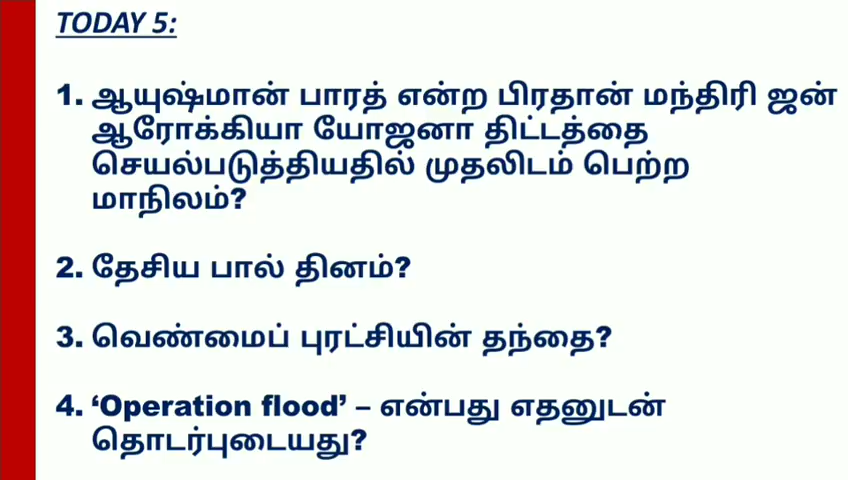 TODAY 5:
1. ஆயுஷ்மான் பாரத் என்ற பிரதான் மந்திரி ஜன்
ஆரோக்கியா யோஜனா திட்டத்தை
செயல்படுத்தியதில் முதலிடம் பெற்ற
மாநிலம்?
2. தேசிய பால் தினம்?
3. வெண்மைப் புரட்சியின் தந்தை?
4. ‘Operation flood’ – என்பது எதனுடன்
தொடர்புடையது?